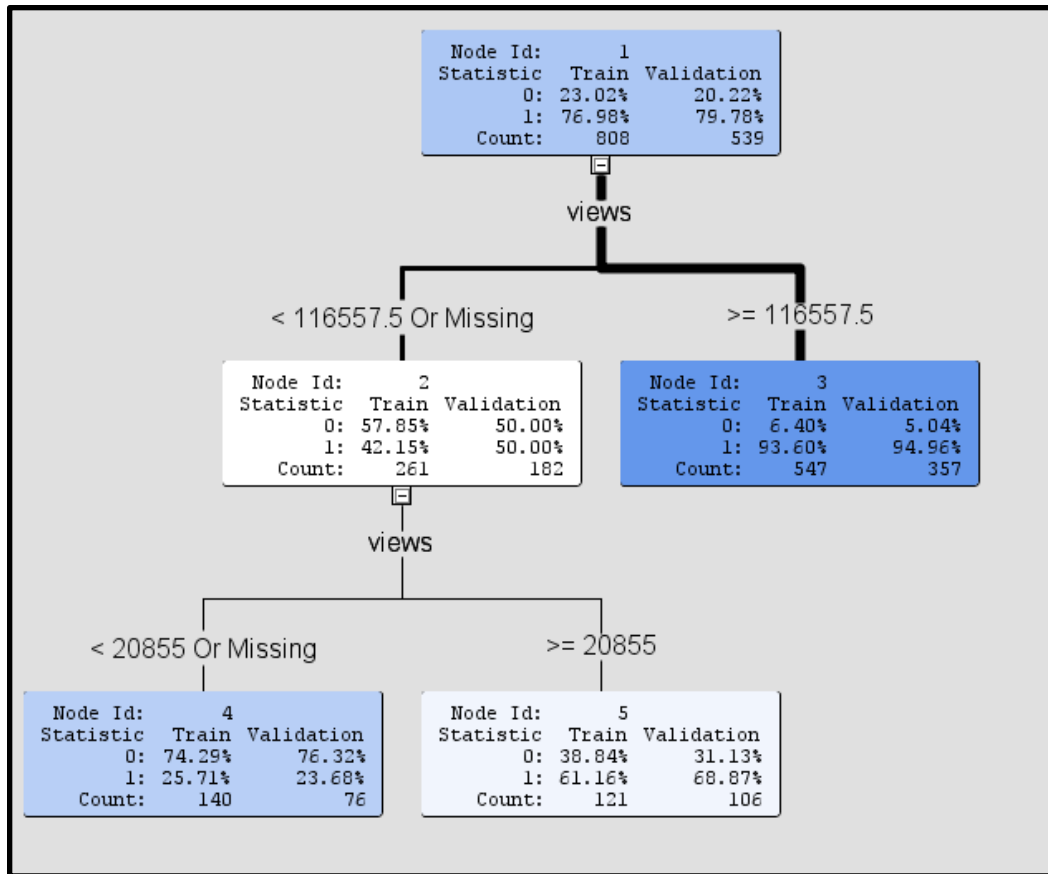 Node Id: 1
Statistic Train Validation
0: 23.02% 20.22%
1: 76.98% 79.78%
Count: 808 539
views
< 116557.5 Or Missing
>= 116557.5
Node Id: 2
Statistic Train Validation
0: 57.85% 50.00%
1: 42.15% 50.00%
Count: 261 182
Node Id: 3
Statistic Train Validation
0: 6.40% 5.04%
1: 93.60% 94.96%
Count: 547 357
views
< 20855 Or Missing
>= 20855
Node Id: 4
Statistic Train Validation
0: 74.29% 76.32%
1: 25.71% 23.68%
Count: 140 76
Node Id: 5
Statistic Train Validation
0: 38.84% 31.13%
1: 61.16% 68.87%
Count: 121 106